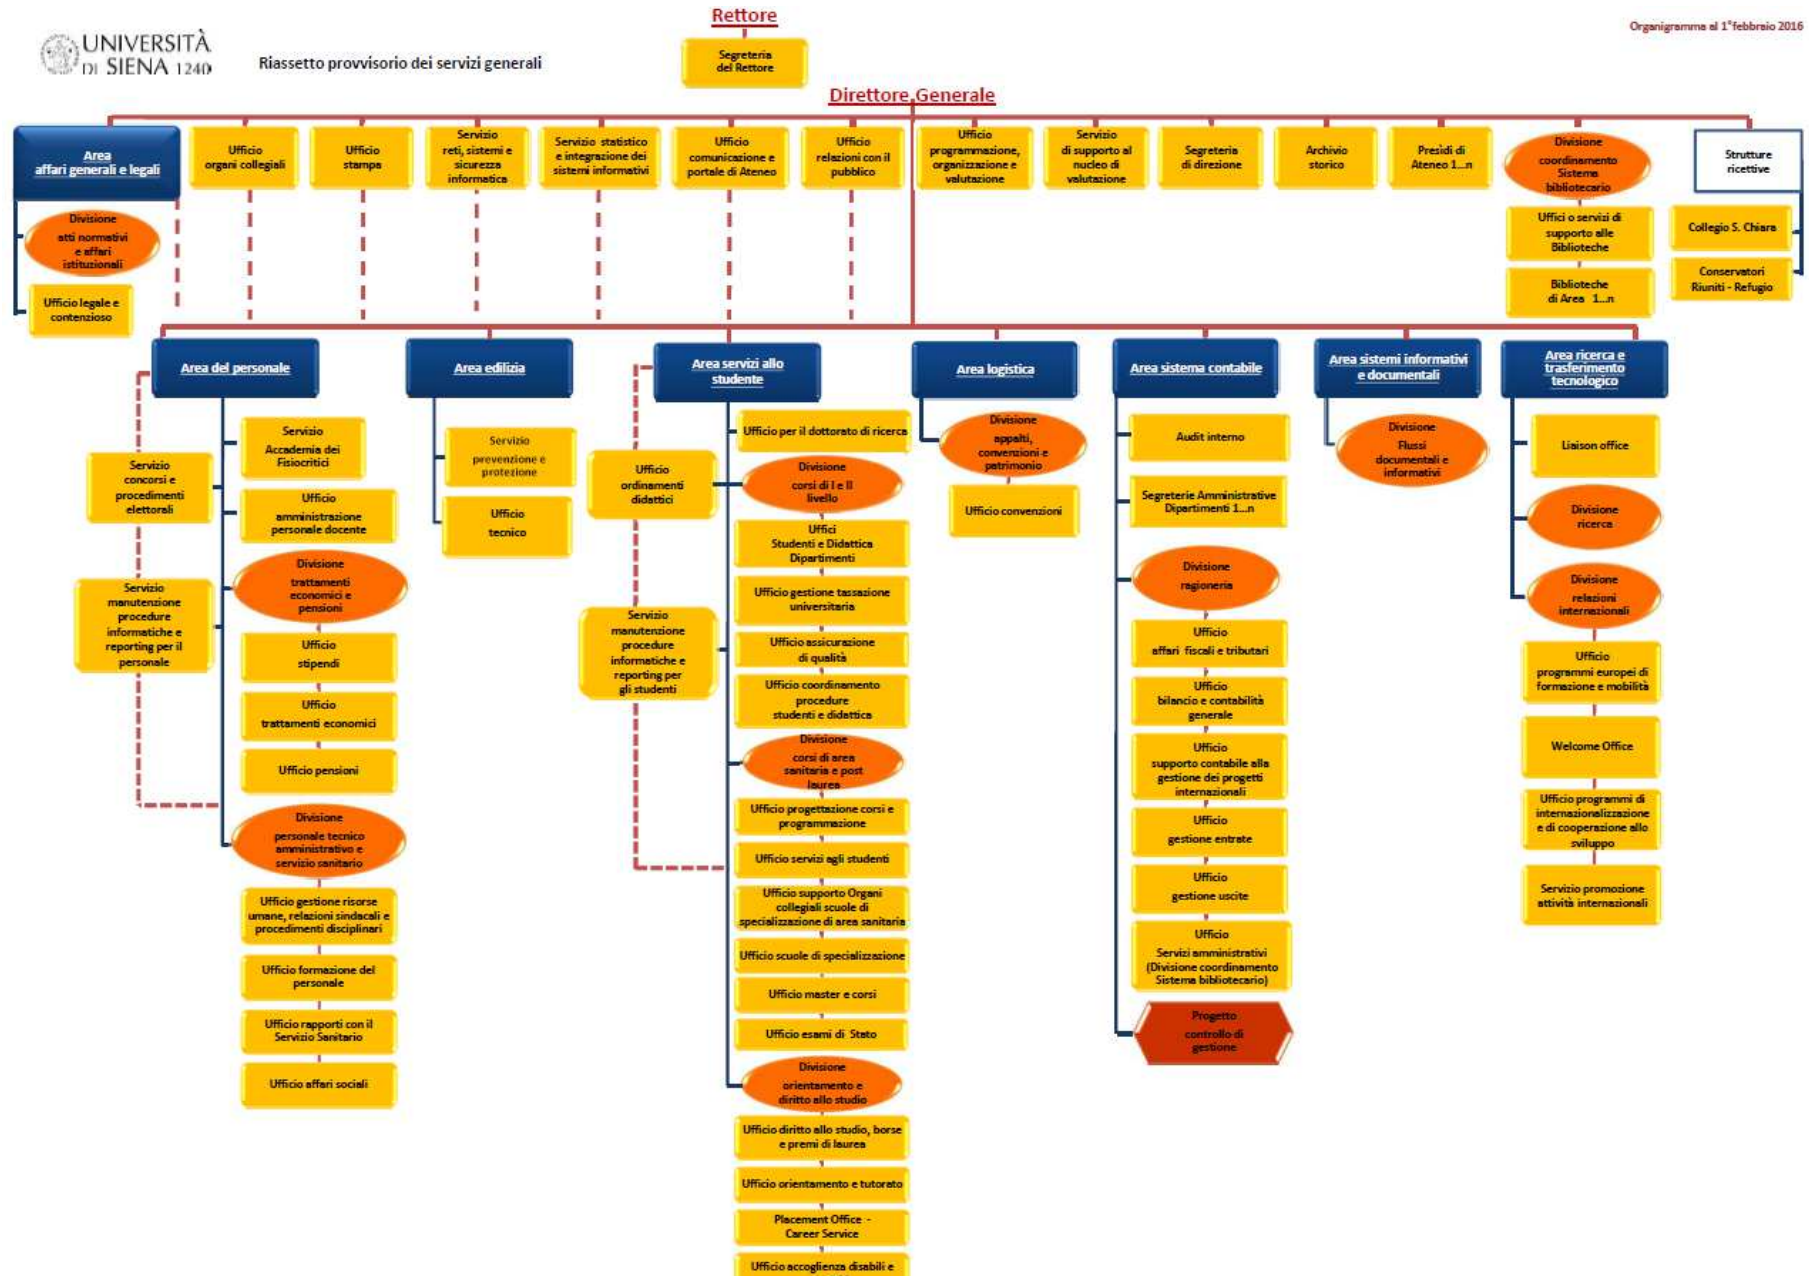 Rettore
Organigramma al 1°febbraio 2016
UNIVERSITÀ
DI SIENA 1240
Riassetto provvisorio dei servizi generali
Segreteria
del Rettore
Direttore Generale
Area
affari generali e legali
Ufficio
organi collegiali
Ufficio
stampa
Servizio
reti, sistemi e
sicurezza
informatica
Servizio statistico
e integrazione dei
sistemi informativi
Ufficio
comunicazione e
portale di Ateneo
Ufficio
relazioni con il
pubblico
Ufficio
programmazione,
organizzazione e
valutazione
Servizio
di supporto al
nucleo di
valutazione
Segreteria
di direzione
Archivio
storico
Presìdi di
Ateneo 1...n
Divisione
coordinamento
Sistema
bibliotecario
Strutture
ricettive
Divisione
atti normativi
e affari
istituzionali
Ufficio legale e
contenzioso
Uffici o servizi di
supporto alle
Biblioteche
Biblioteche
di Area 1...n
Collegio S. Chiara
Conservatori
Riuniti - Refugio
Area del personale
Servizio
concorsi e
procedimenti
elettorali
Servizio
manutenzione
procedure
informatiche e
reporting per il
personale
Servizio
Accademia dei
Fisiocritici
Ufficio
amministrazione
personale docente
Divisione
trattamenti
economici e
pensioni
Ufficio
stipendi
Ufficio
trattamenti economici
Ufficio pensioni
Divisione
personale tecnico
amministrativo e
servizio sanitario
Ufficio gestione risorse
umane, relazioni sindacali e
procedimenti disciplinari
Ufficio formazione del
personale
Ufficio rapporti con il
Servizio Sanitario
Ufficio affari sociali
Area edilizia
Servizio
prevenzione e
protezione
Ufficio
tecnico
Area servizi allo
studente
Ufficio
ordinamenti
didattici
Servizio
manutenzione
procedure
informatiche e
reporting per
gli studenti
Ufficio per il dottorato di ricerca
Divisione
corsi di I e II
livello
Uffici
Studenti e Didattica
Dipartimenti
Ufficio gestione tassazione
universitaria
Ufficio assicurazione
di qualità
Ufficio coordinamento
procedure
studenti e didattica
Divisione
corsi di area
sanitaria e post
laurea
Ufficio progettazione corsi e
programmazione
Ufficio servizi agli studenti
Ufficio supporto Organi
collegiali scuole di
specializzazione di area sanitaria
Ufficio scuole di specializzazione
Ufficio master e corsi
Ufficio esami di Stato
Divisione
orientamento e
diritto allo studio
Ufficio diritto allo studio, borse
e premi di laurea
Ufficio orientamento e tutorato
Placement Office -
Career Service
Ufficio accoglienza disabili e
Area logistica
Divisione
appalti,
convenzioni e
patrimonio
Ufficio convenzioni
Area sistema contabile
Audit interno
Segreterie Amministrative
Dipartimenti 1...n
Divisione
ragioneria
Ufficio
affari fiscali e tributari
Ufficio
bilancio e contabilità
generale
Ufficio
supporto contabile alla
gestione dei progetti
internazionali
Ufficio
gestione entrate
Ufficio
gestione uscite
Ufficio
Servizi amministrativi
(Divisione coordinamento
Sistema bibliotecario)
Progetto
controllo di
gestione
Area sistemi informativi
e documentali
Divisione
Flussi
documentali e
informativi
Area ricerca e
trasferimento
tecnologico
Liaison office
Divisione
ricerca
Divisione
relazioni
internazionali
Ufficio
programmi europei di
formazione e mobilità
Welcome Office
Ufficio programmi di
internazionalizzazione
e di cooperazione allo
sviluppo
Servizio promozione
attività internazionali